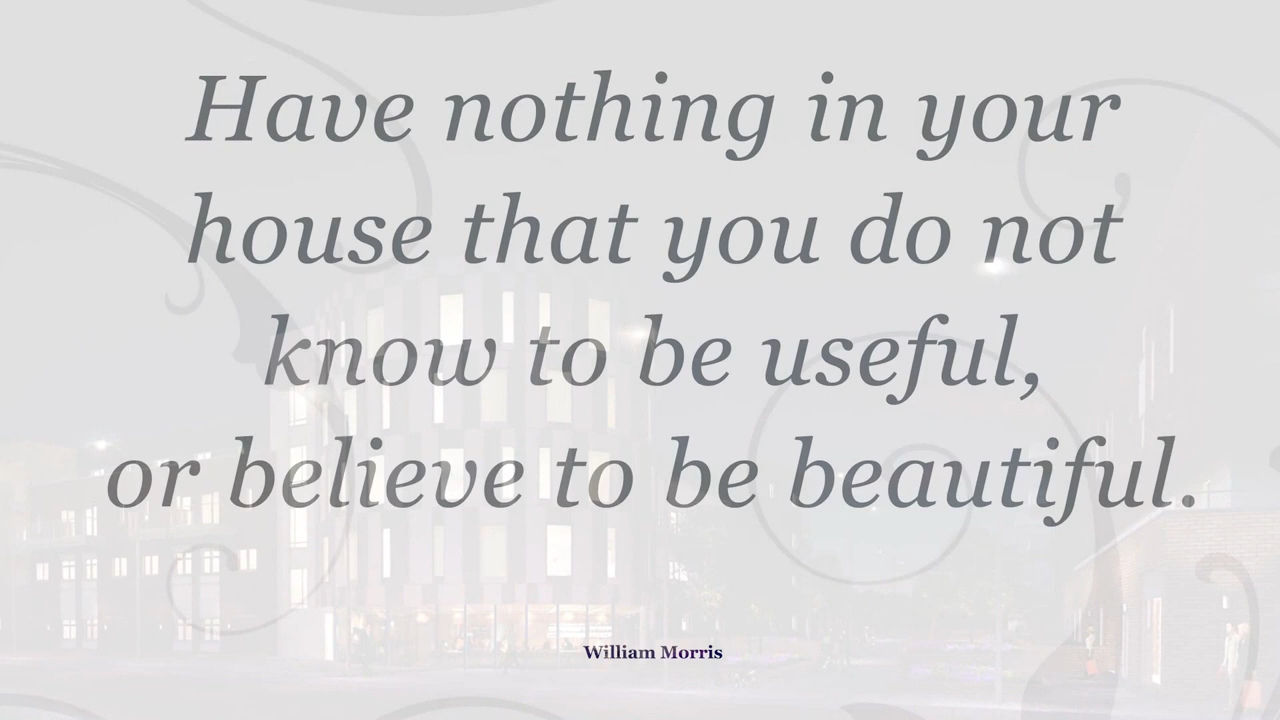 Have nothing in your
house that you do not
know to be useful,
or believe to be beautiful.
William Morris